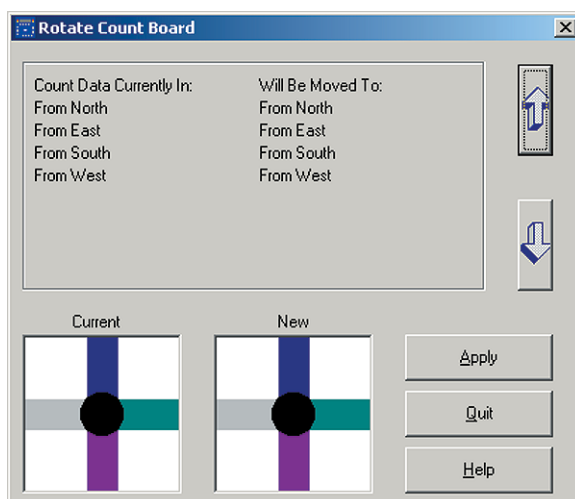 Rotate Count Board
Count Data Currently In: Will Be Moved To:
From North From North
From East From East
From South From South
From West From West
Current New
Apply
Quit
Help